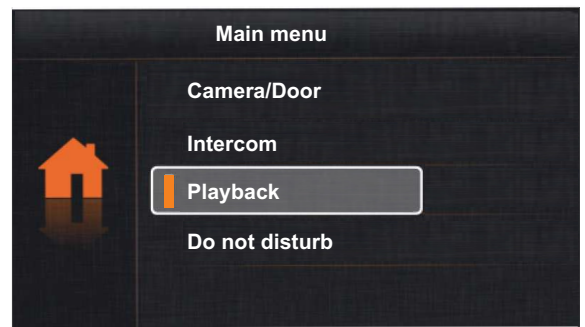 Main menu
Camera/Door
Intercom
Playback
Do not disturb